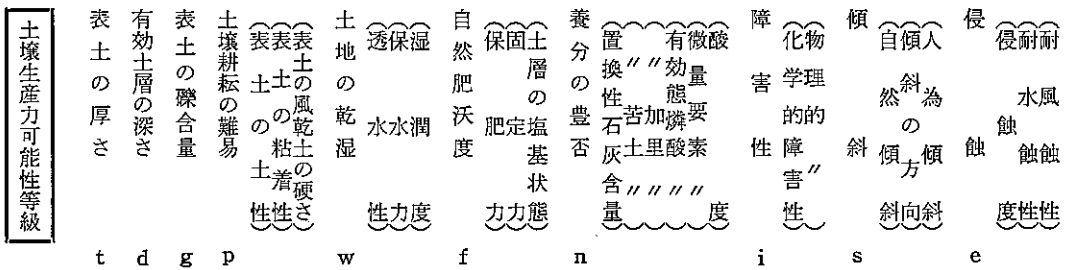 土壌生産力可能性等級
表土の厚さ t
有効土層の深さ d
表土の礫含量 g
土壌耕耘の難易 p
(表土の土性)
(表土の粘着性)
(表土の風乾土の硬さ)
土地の乾湿 w
(透水性)
(保水力)
(湿潤度)
自然肥沃度 f
(保肥力)
(固定力)
(土層の塩基状態)
養分の豊否 n
(置換性石灰含量)
(〃苦土〃)
(〃加里〃)
(有効態燐酸〃)
(微量要素〃)
(酸度)
障害性 i
(化学的障害性)
(物理的〃)
傾斜 s
(自然傾斜)
(傾斜の方向)
(人為傾斜)
侵蝕 e
(侵蝕度)
(耐水蝕性)
(耐風蝕性)